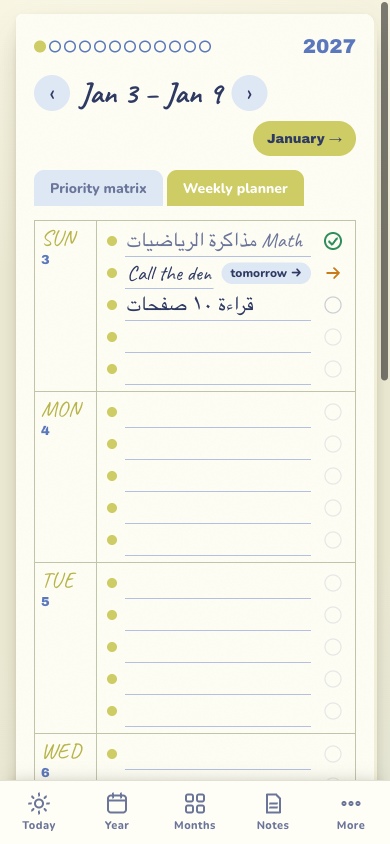 2027
‹ Jan 3 – Jan 9 ›
January →
Priority matrix
Weekly planner
SUN
3
مذاكرة الرياضيات Math
Call the den
tomorrow →
قراءة ١٠ صفحات
MON
4
TUE
5
WED
6
Today
Year
Months
Notes
More